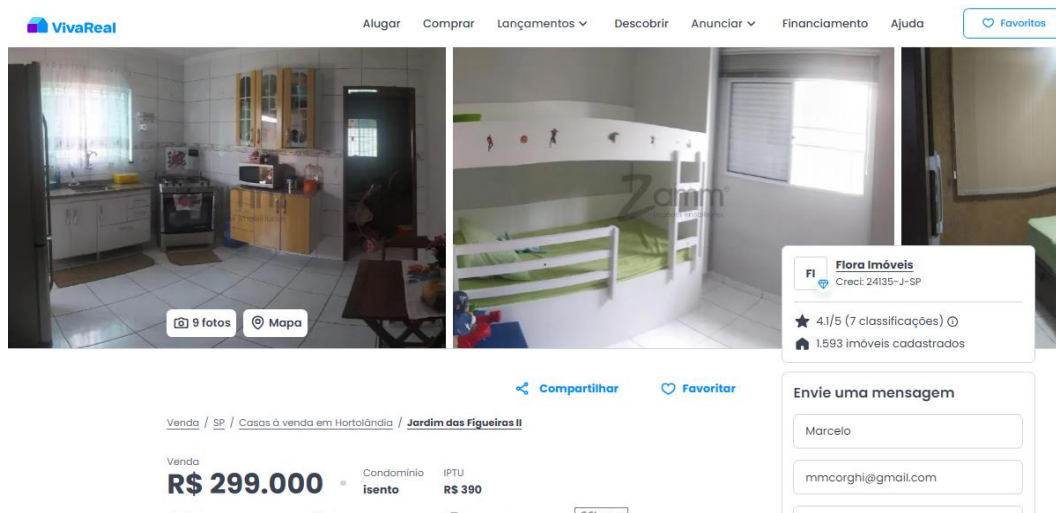 VivaReal
Alugar Comprar Lançamentos Descobrir Anunciar Financiamento Ajuda Favoritos
Zamm
9 fotos Mapa
FI Flora Imóveis
Creci: 24135-J-SP
4.1/5 (7 classificações)
1.593 imóveis cadastrados
Compartilhar Favoritar
Envie uma mensagem
Venda / SP / Casas à venda em Hortolândia / Jardim das Figueiras II
Marcelo
Venda
R$ 299.000
Condomínio
isento
IPTU
R$ 390
mmcorghi@gmail.com